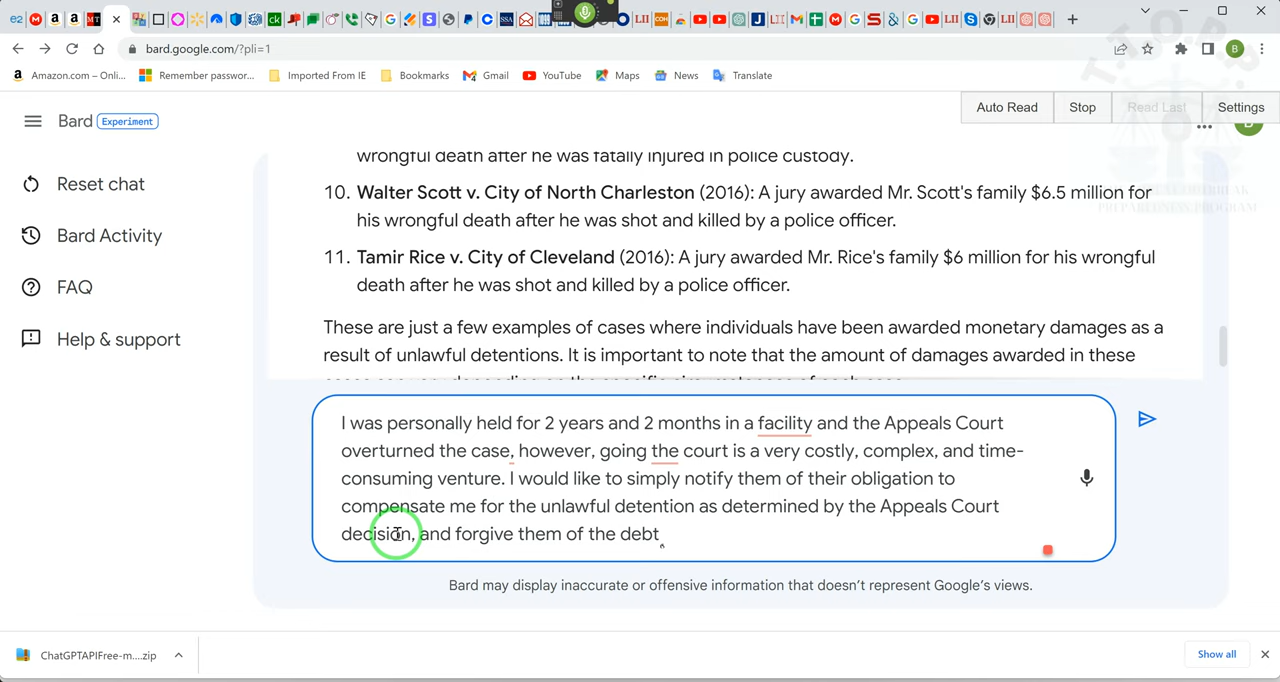 bard.google.com/?pli=1
Amazon.com – Onli...
Remember passwor...
Imported From IE
Bookmarks
Gmail
YouTube
Maps
News
Translate
Auto Read
Stop
Read Last
Settings
Bard
Experiment
Reset chat
Bard Activity
FAQ
Help & support
wrongful death after he was fatally injured in police custody.
10. Walter Scott v. City of North Charleston (2016): A jury awarded Mr. Scott's family $6.5 million for
his wrongful death after he was shot and killed by a police officer.
11. Tamir Rice v. City of Cleveland (2016): A jury awarded Mr. Rice's family $6 million for his wrongful
death after he was shot and killed by a police officer.
These are just a few examples of cases where individuals have been awarded monetary damages as a
result of unlawful detentions. It is important to note that the amount of damages awarded in these
I was personally held for 2 years and 2 months in a facility and the Appeals Court
overturned the case, however, going the court is a very costly, complex, and time-
consuming venture. I would like to simply notify them of their obligation to
compensate me for the unlawful detention as determined by the Appeals Court
decision, and forgive them of the debt
Bard may display inaccurate or offensive information that doesn't represent Google's views.
ChatGPTAPIFree-m....zip
Show all